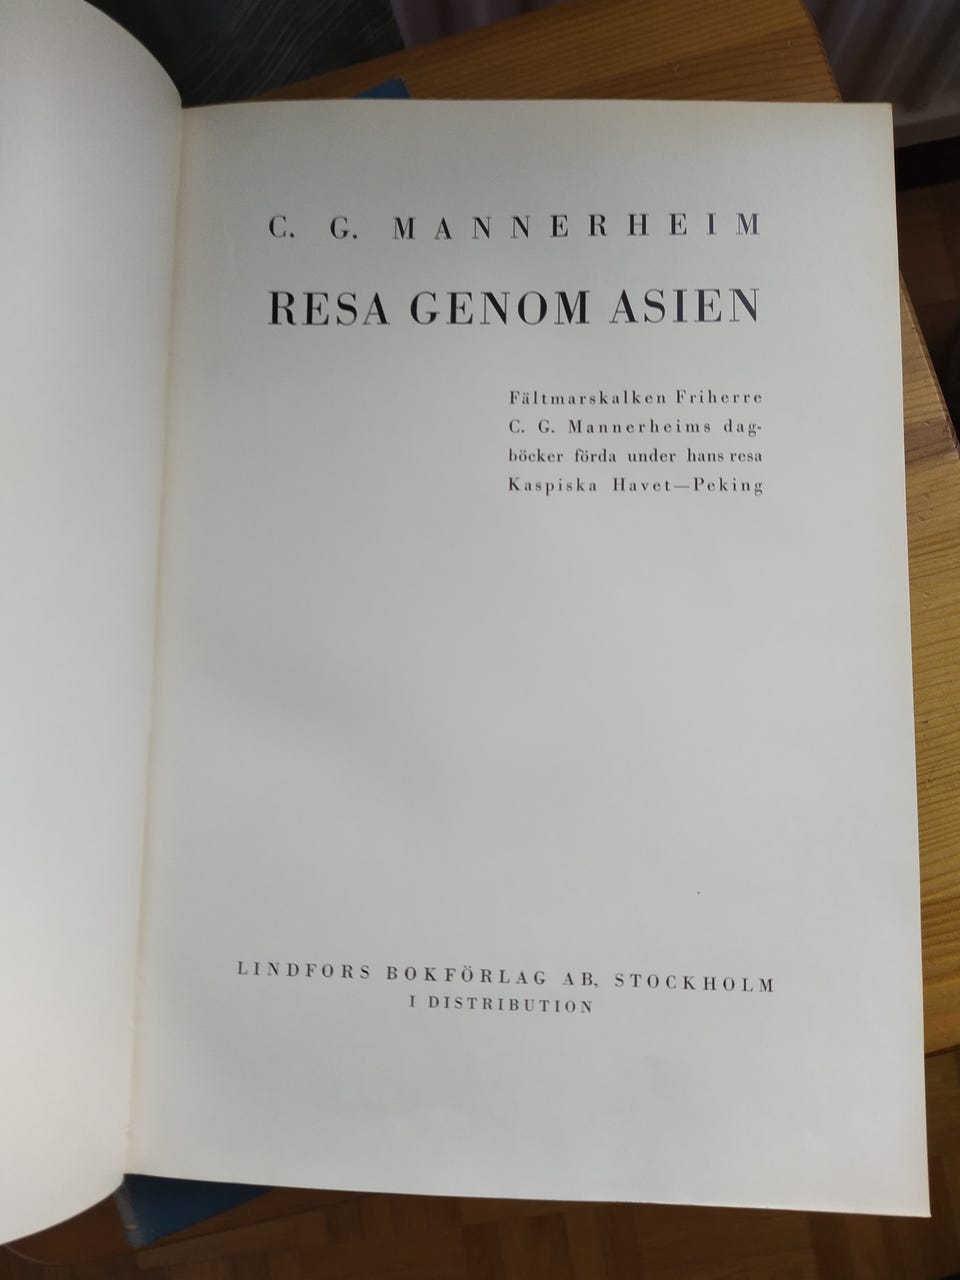 C. G. MANNERHEIM
RESA GENOM ASIEN
Fältmarskalken Friherre
C. G. Mannerheims dag-
böcker förda under hans resa
Kaspiska Havet—Peking
LINDFORS BOKFÖRLAG AB, STOCKHOLM
I DISTRIBUTION